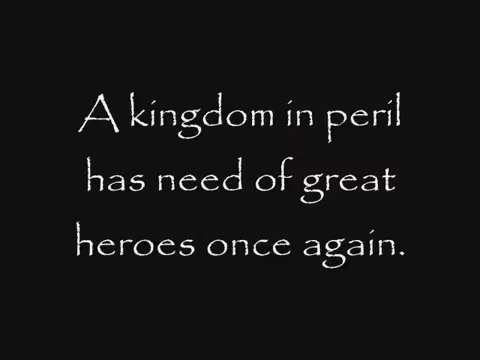 A kingdom in peril
has need of great
heroes once again.